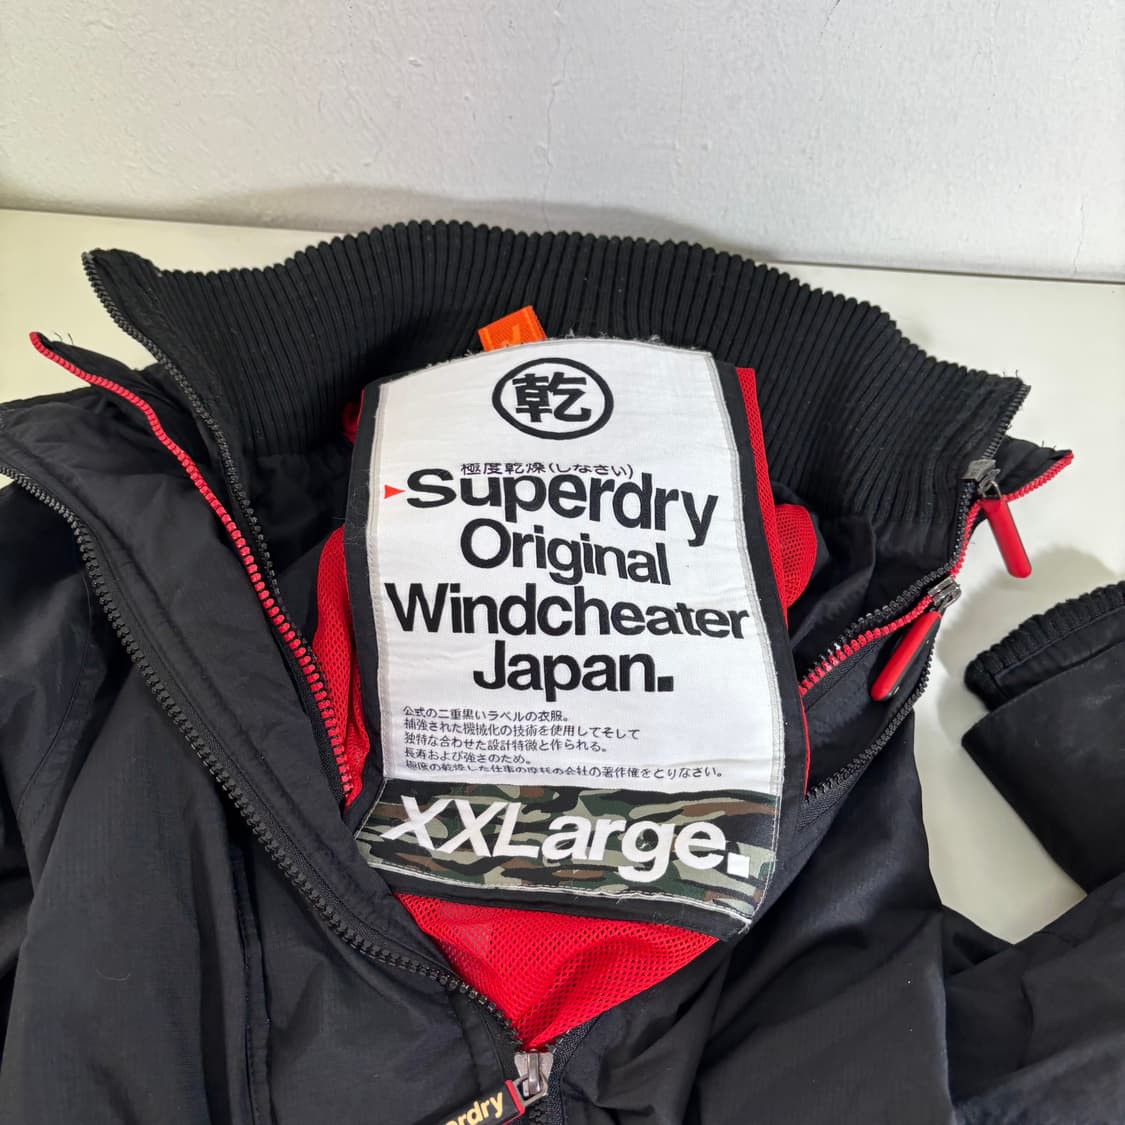 乾
極度乾燥(しなさい)
Superdry
Original
Windcheater
Japan.
公式の二重黒いラベルの衣服。
補強された機械化の技術を使用してそして
独特な合わせた設計特徴と作られる。
長寿および強さのため。
極度の乾燥した仕事の摩耗の会社の著作権をとりなさい。
XXLarge.
erdry